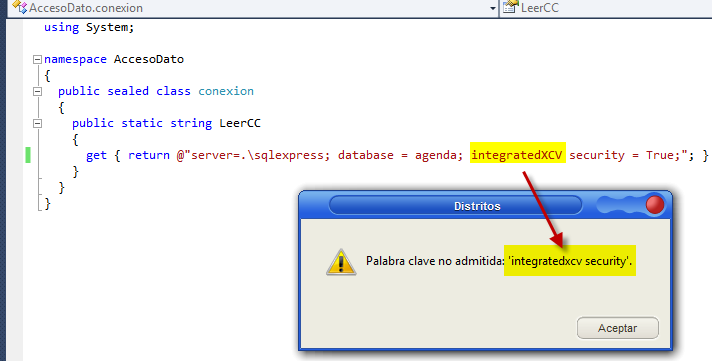 AccesoDato.conexion
LeerCC
using System;
namespace AccesoDato
{
public sealed class conexion
{
public static string LeerCC
{
get { return @"server=.\sqlexpress; database = agenda; integratedXCV security = True;"; }
}
}
}
Distritos
Palabra clave no admitida: 'integratedxcv security'.
Aceptar